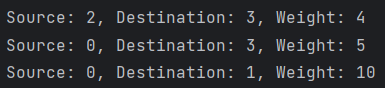 Source: 2, Destination: 3, Weight: 4
Source: 0, Destination: 3, Weight: 5
Source: 0, Destination: 1, Weight: 10